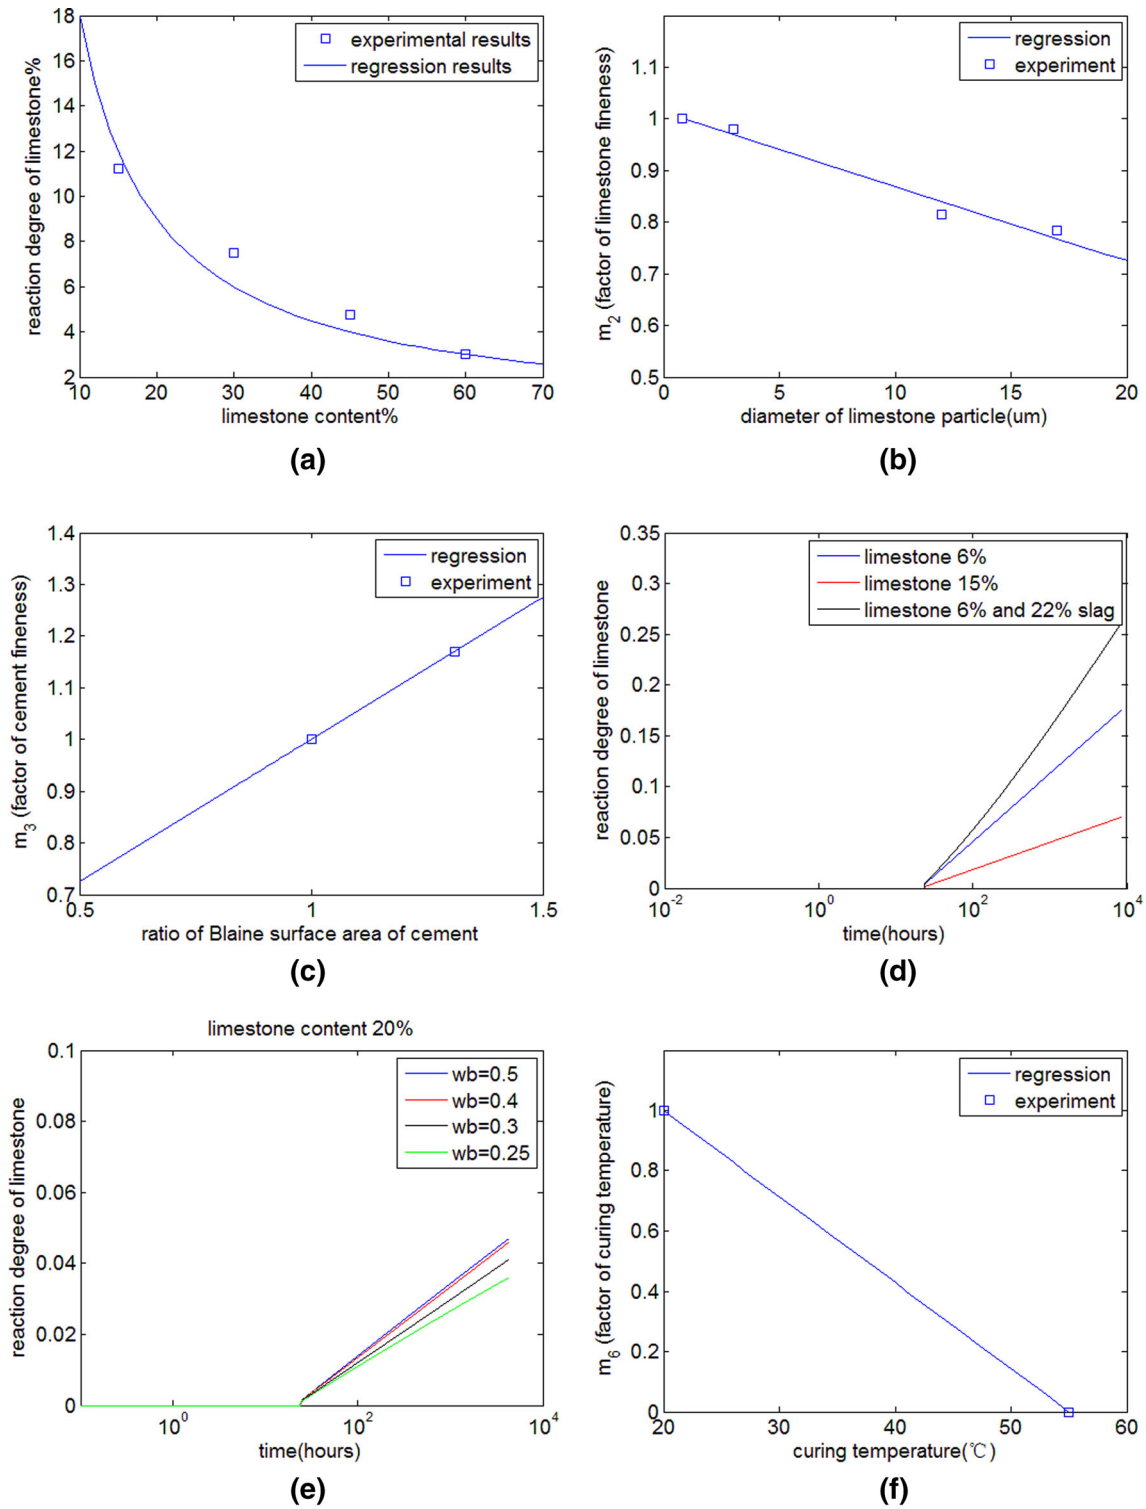 18
16
14
12
10
8
6
4
2
10
20
30
40
50
60
70
reaction degree of limestone%
limestone content%
experimental results
regression results
(a)
1.1
1
0.9
0.8
0.7
0.6
0.5
0
5
10
15
20
m2 (factor of limestone fineness)
diameter of limestone particle(um)
regression
experiment
(b)
1.4
1.3
1.2
1.1
1
0.9
0.8
0.7
0.5
1
1.5
m3 (factor of cement fineness)
ratio of Blaine surface area of cement
regression
experiment
(c)
0.35
0.3
0.25
0.2
0.15
0.1
0.05
0
10-2
100
102
104
reaction degree of limestone
time(hours)
limestone 6%
limestone 15%
limestone 6% and 22% slag
(d)
limestone content 20%
0.1
0.08
0.06
0.04
0.02
0
100
102
104
reaction degree of limestone
time(hours)
wb=0.5
wb=0.4
wb=0.3
wb=0.25
(e)
1
0.8
0.6
0.4
0.2
0
20
30
40
50
60
m6 (factor of curing temperature)
curing temperature(℃)
regression
experiment
(f)